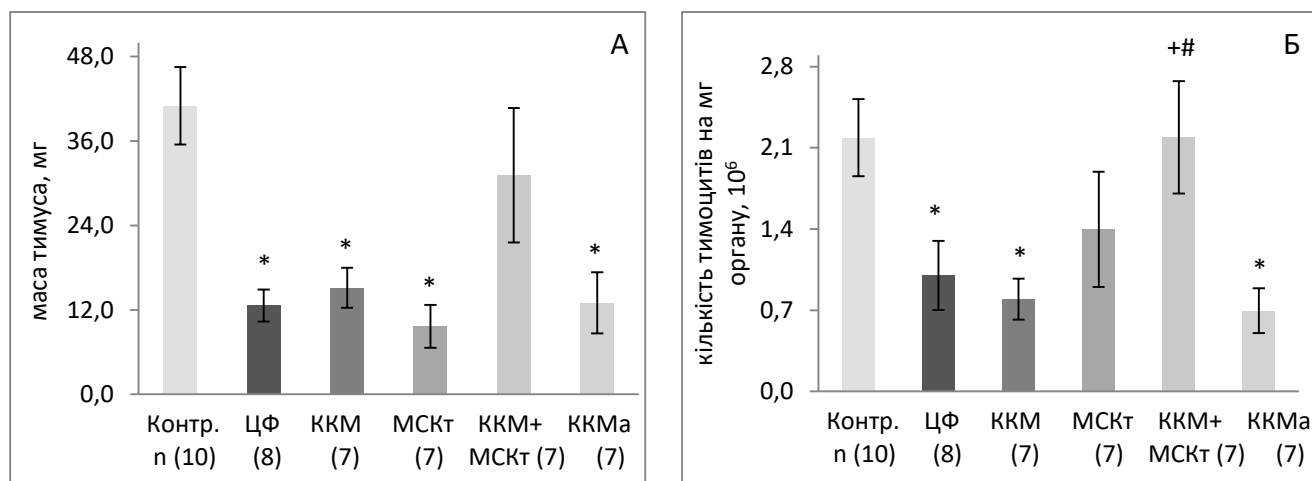 А
маса тимуса, мг
48,0
36,0
24,0
12,0
0,0
*
*
*
*
Контр. ЦФ ККМ МСКт ККМ+ ККМа
n (10) (8) (7) (7) МСКт (7) (7)
Б
кількість тимоцитів на мг
органу, 10⁶
2,8
2,1
1,4
0,7
0,0
+#
*
*
*
Контр. ЦФ ККМ МСКт ККМ+ ККМа
n (10) (8) (7) (7) МСКт (7) (7)